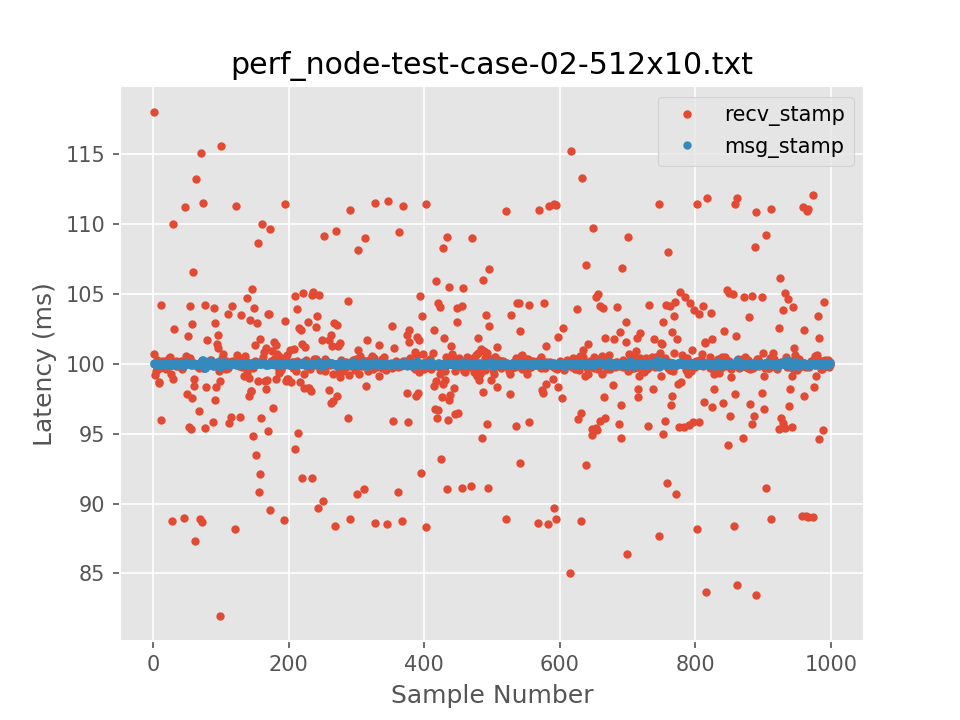 perf_node-test-case-02-512x10.txt
recv_stamp
msg_stamp
Latency (ms)
115
110
105
100
95
90
85
0 200 400 600 800 1000
Sample Number